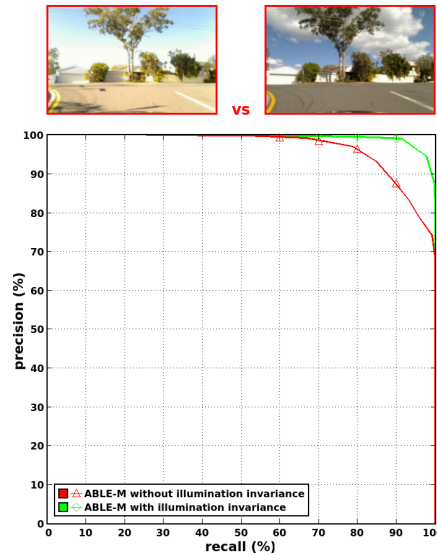 vs
100
90
80
70
60
50
40
30
20
10
0
precision (%)
ABLE-M without illumination invariance
ABLE-M with illumination invariance
0 10 20 30 40 50 60 70 80 90 100
recall (%)